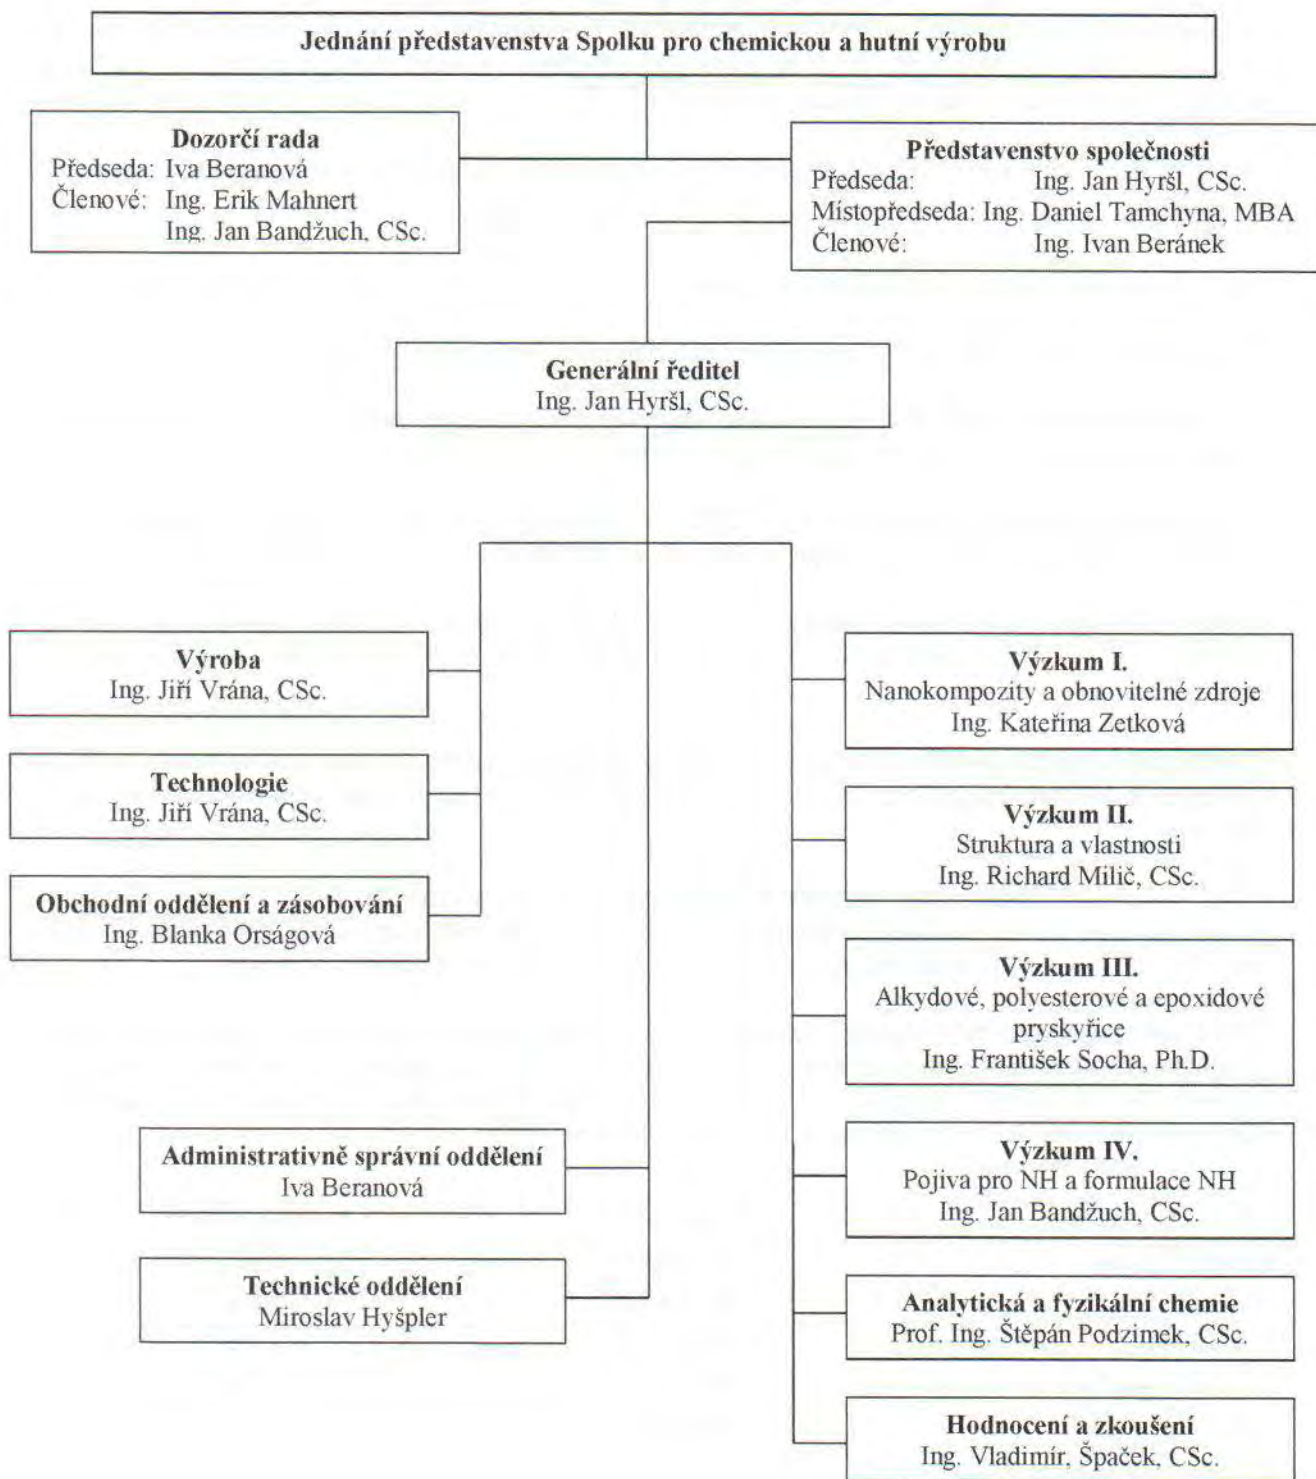 Jednání představenstva Spolku pro chemickou a hutní výrobu
Dozorčí rada
Předseda: Iva Beranová
Členové: Ing. Erik Mahnert
Ing. Jan Bandžuch, CSc.
Představenstvo společnosti
Předseda: Ing. Jan Hyršl, CSc.
Místopředseda: Ing. Daniel Tamchyna, MBA
Členové: Ing. Ivan Beránek
Generální ředitel
Ing. Jan Hyršl, CSc.
Výroba
Ing. Jiří Vrána, CSc.
Technologie
Ing. Jiří Vrána, CSc.
Obchodní oddělení a zásobování
Ing. Blanka Orságová
Administrativně správní oddělení
Iva Beranová
Technické oddělení
Miroslav Hyšpler
Výzkum I.
Nanokompozity a obnovitelné zdroje
Ing. Kateřina Zetková
Výzkum II.
Struktura a vlastnosti
Ing. Richard Milič, CSc.
Výzkum III.
Alkydové, polyesterové a epoxidové
pryskyřice
Ing. František Socha, Ph.D.
Výzkum IV.
Pojiva pro NH a formulace NH
Ing. Jan Bandžuch, CSc.
Analytická a fyzikální chemie
Prof. Ing. Štěpán Podzimek, CSc.
Hodnocení a zkoušení
Ing. Vladimír, Špaček, CSc.